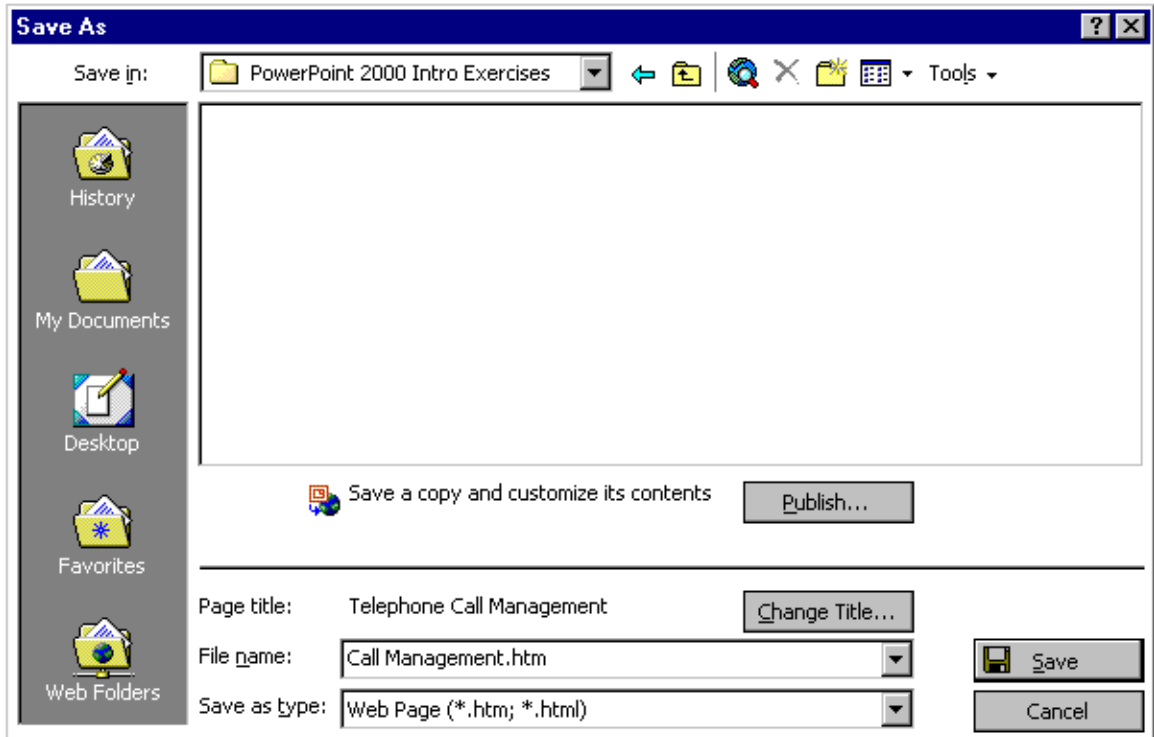 Save As
Save in: PowerPoint 2000 Intro Exercises Tools
History
My Documents
Desktop
Favorites
Web Folders
Save a copy and customize its contents Publish...
Page title: Telephone Call Management Change Title...
File name: Call Management.htm Save
Save as type: Web Page (*.htm; *.html) Cancel